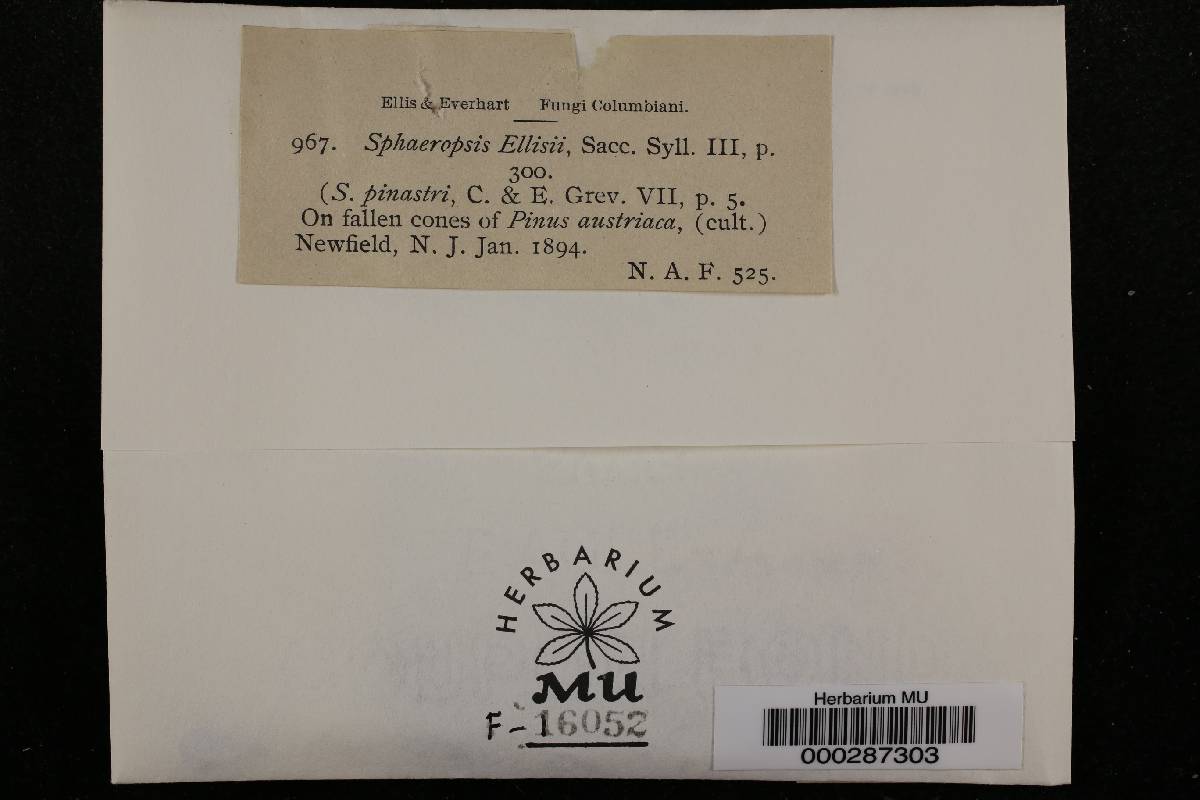 Ellis & Everhart Fungi Columbiani.
967. Sphaeropsis Ellisii, Sacc. Syll. III, p.
300.
(S. pinastri, C. & E. Grev. VII, p. 5.
On fallen cones of Pinus austriaca, (cult.)
Newfield, N. J. Jan. 1894.
N. A. F. 525.
HERBARIUM
MU
F-16052
Herbarium MU
000287303